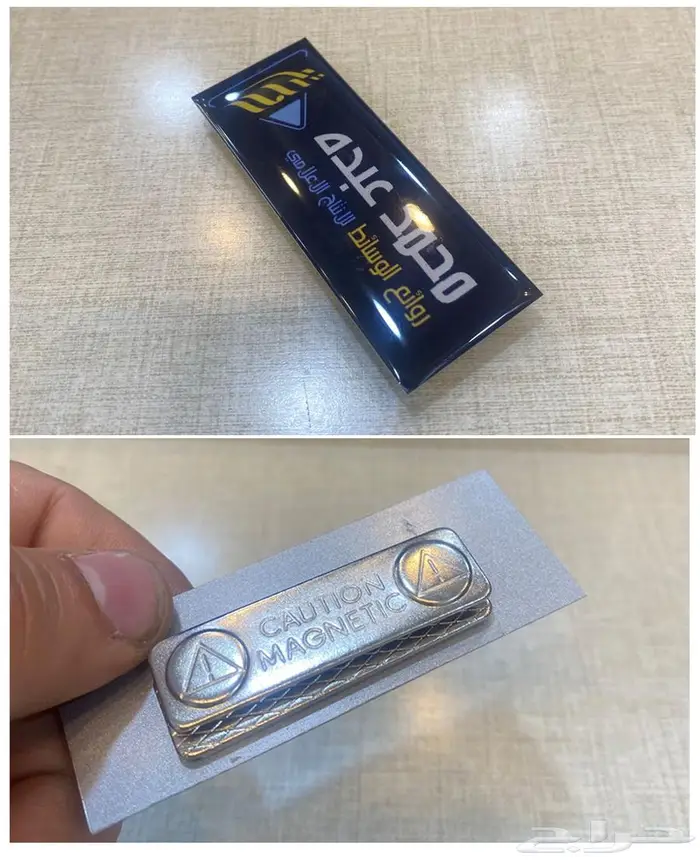 محمد عبده
روائع الوسائط
للانتاج الاعلامي
CAUTION
MAGNETIC
حراج